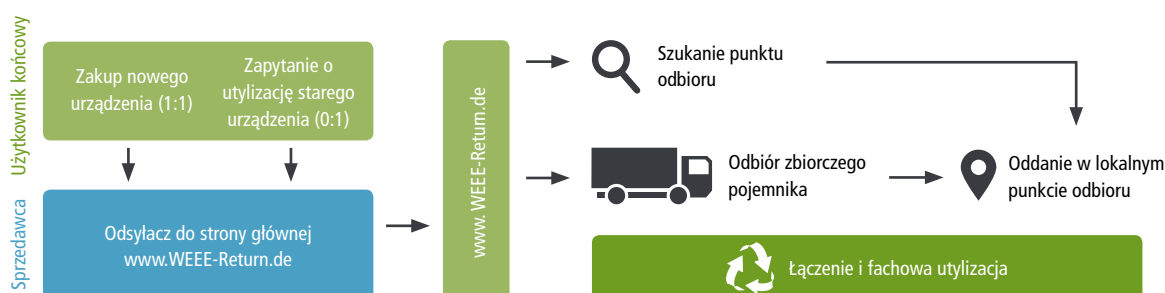 Użytkownik końcowy
Zakup nowego
urządzenia (1:1)
Zapytanie o
utylizację starego
urządzenia (0:1)
Sprzedawca
Odsyłacz do strony głównej
www.WEEE-Return.de
www. WEEE-Return.de
Szukanie punktu
odbioru
Odbiór zbiorczego
pojemnika
Oddanie w lokalnym
punkcie odbioru
Łączenie i fachowa utylizacja